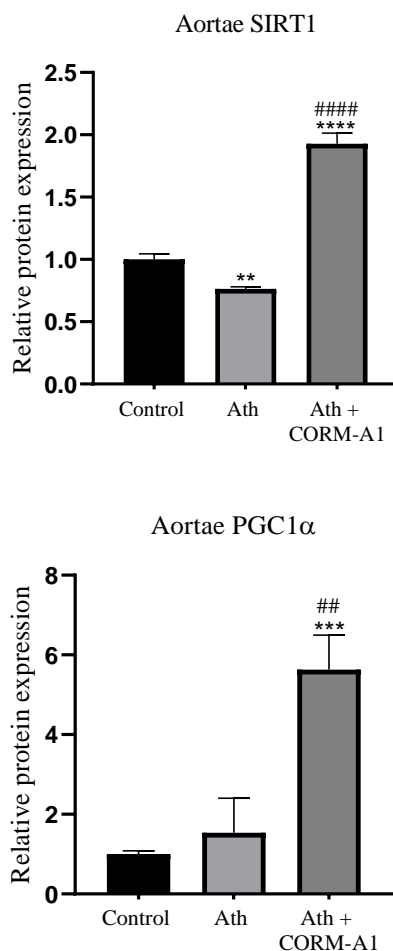 Aortae SIRT1
Relative protein expression
2.5
2.0
1.5
1.0
0.5
0.0
####
****
**
Control
Ath
Ath +
CORM-A1
Aortae PGC1α
Relative protein expression
8
6
4
2
0
##
***
Control
Ath
Ath +
CORM-A1